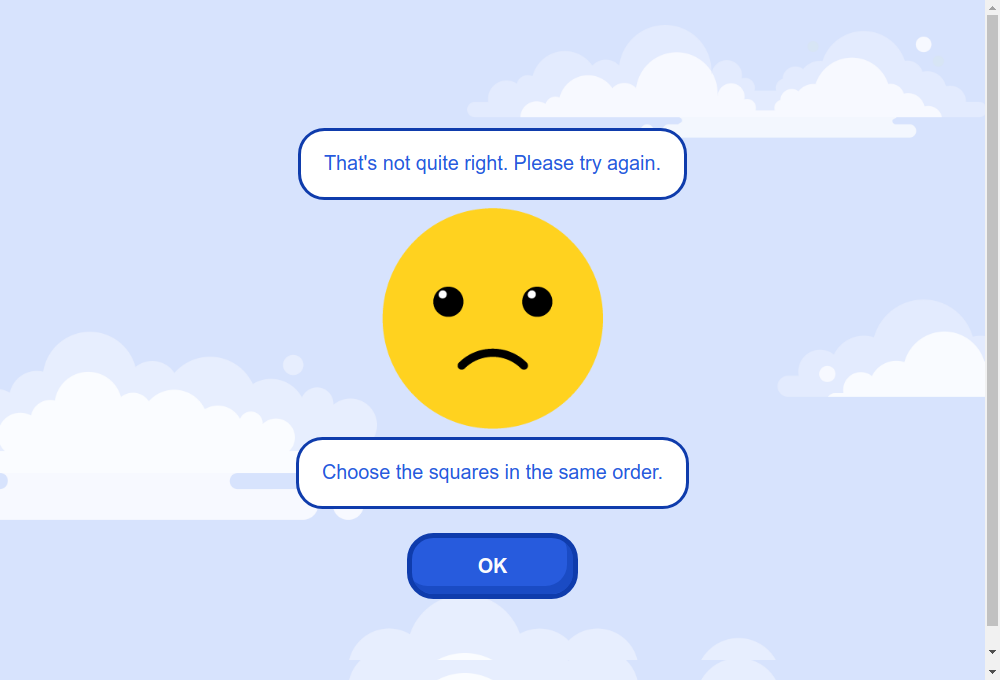 That's not quite right. Please try again.
Choose the squares in the same order.
OK